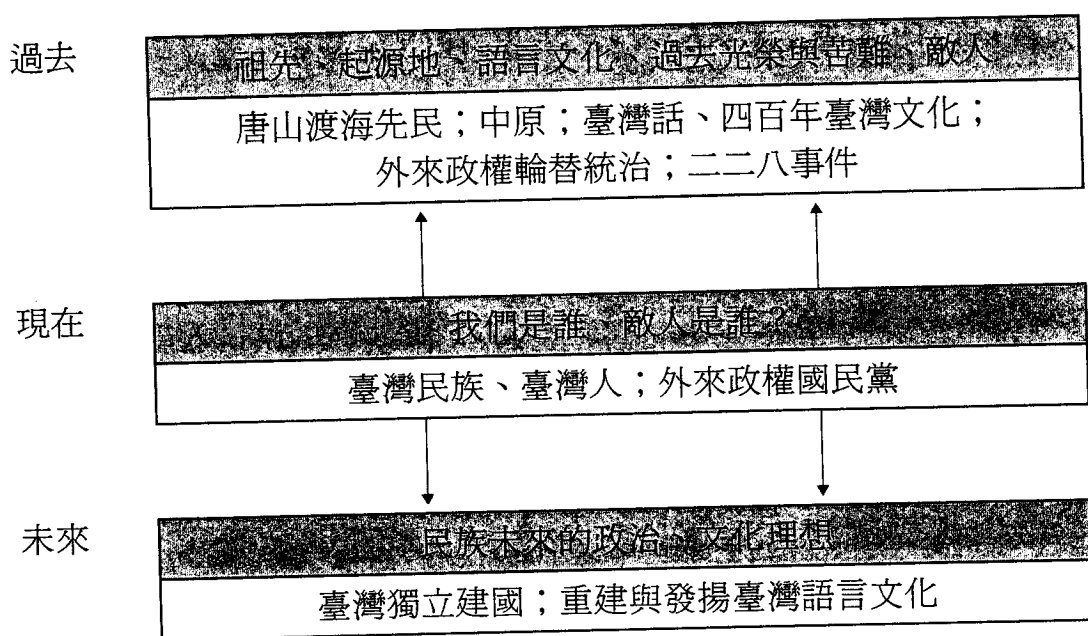 過去
祖先、起源地、語言文化、過去光榮與苦難、敵人
唐山渡海先民；中原；臺灣話、四百年臺灣文化；
外來政權輪替統治；二二八事件
現在
我們是誰、敵人是誰？
臺灣民族、臺灣人；外來政權國民黨
未來
民族未來的政治、文化理想
臺灣獨立建國；重建與發揚臺灣語言文化